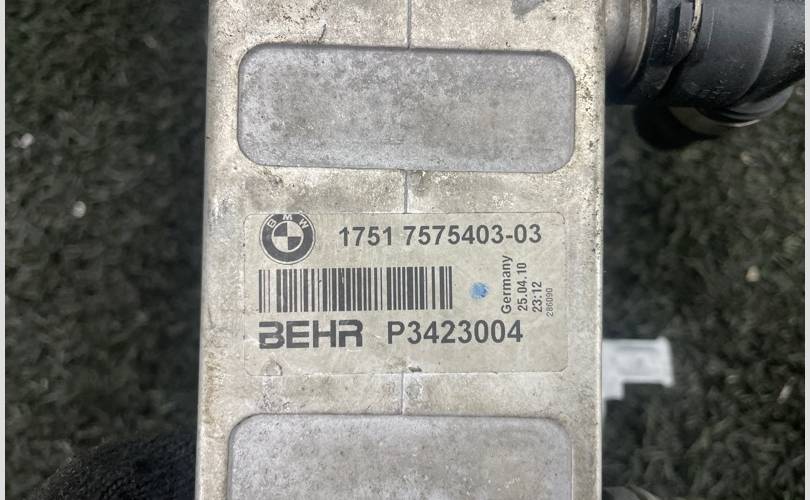 BMW
1751 7575403-03
Germany
25.04.10
23:12
286090
BEHR P3423004